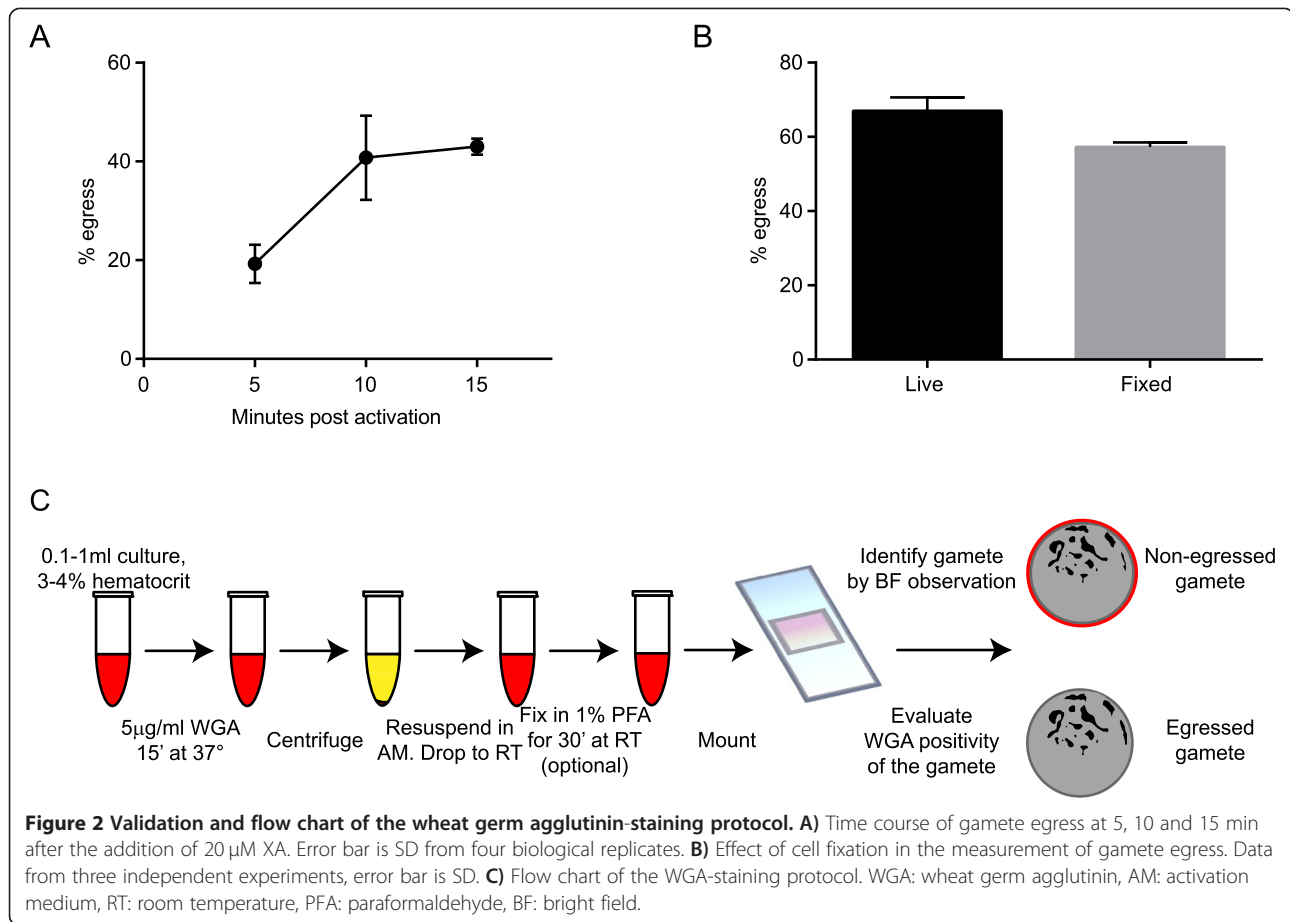 A
60
40
20
0
% egress
0
5
10
15
Minutes post activation
B
80
60
40
20
0
% egress
Live
Fixed
C
0.1-1ml culture,
3-4% hematocrit
5μg/ml WGA
15’ at 37°
Centrifuge
Resuspend in
AM. Drop to RT
Fix in 1% PFA
for 30’ at RT
(optional)
Mount
Identify gamete
by BF observation
Evaluate
WGA positivity
of the gamete
Non-egressed
gamete
Egressed
gamete
Figure 2 Validation and flow chart of the wheat germ agglutinin-staining protocol. A) Time course of gamete egress at 5, 10 and 15 min
after the addition of 20 μM XA. Error bar is SD from four biological replicates. B) Effect of cell fixation in the measurement of gamete egress. Data
from three independent experiments, error bar is SD. C) Flow chart of the WGA-staining protocol. WGA: wheat germ agglutinin, AM: activation
medium, RT: room temperature, PFA: paraformaldehyde, BF: bright field.